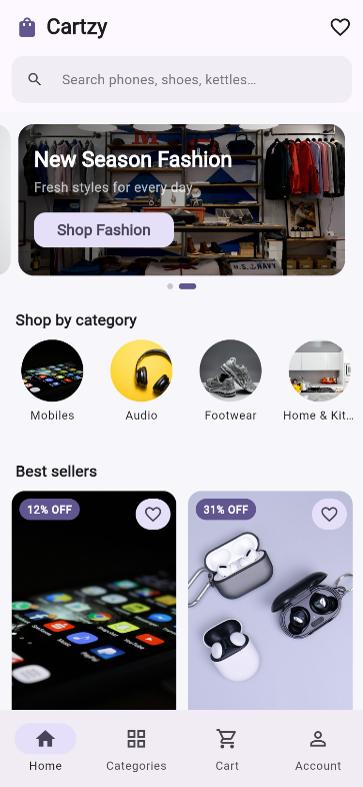 Cartzy
Search phones, shoes, kettles...
New Season Fashion
Fresh styles for every day
Shop Fashion
U.S. NAVY
Shop by category
Mobiles
Audio
Footwear
Home & Kit...
Best sellers
12% OFF
31% OFF
Home
Categories
Cart
Account